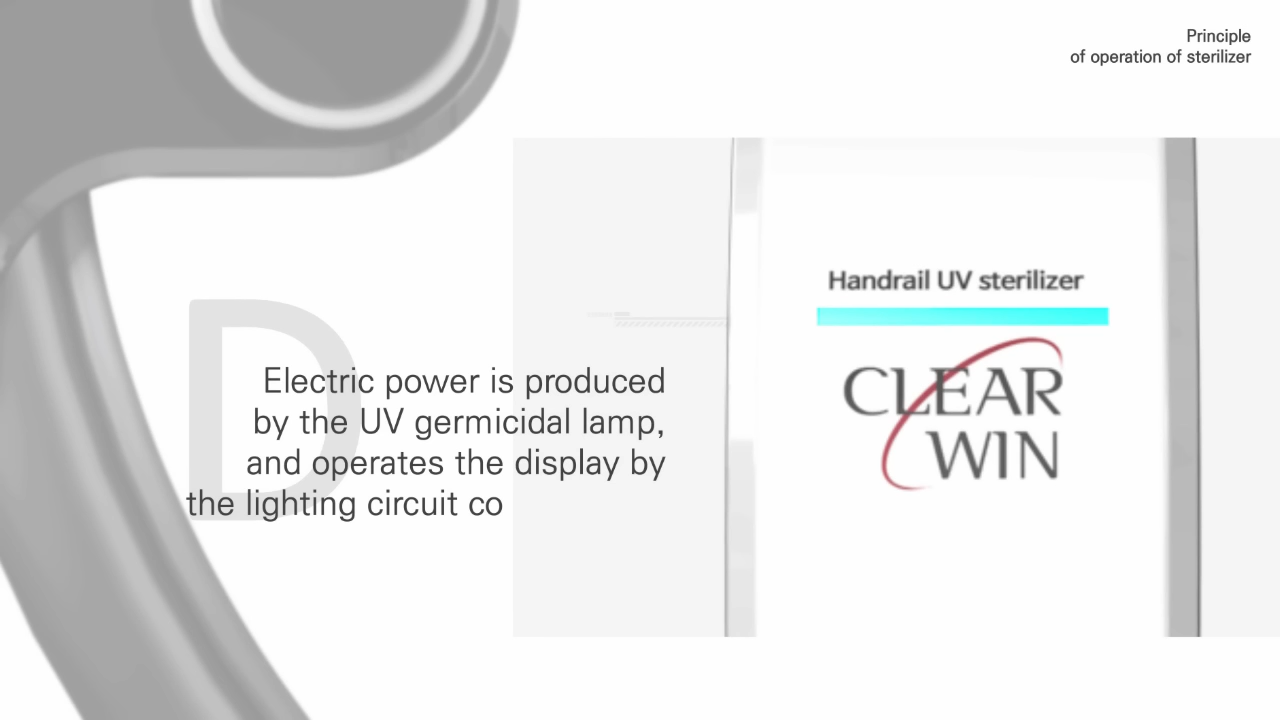 Principle
of operation of sterilizer
D
Electric power is produced
by the UV germicidal lamp,
and operates the display by
the lighting circuit co
Handrail UV sterilizer
CLEAR
WIN